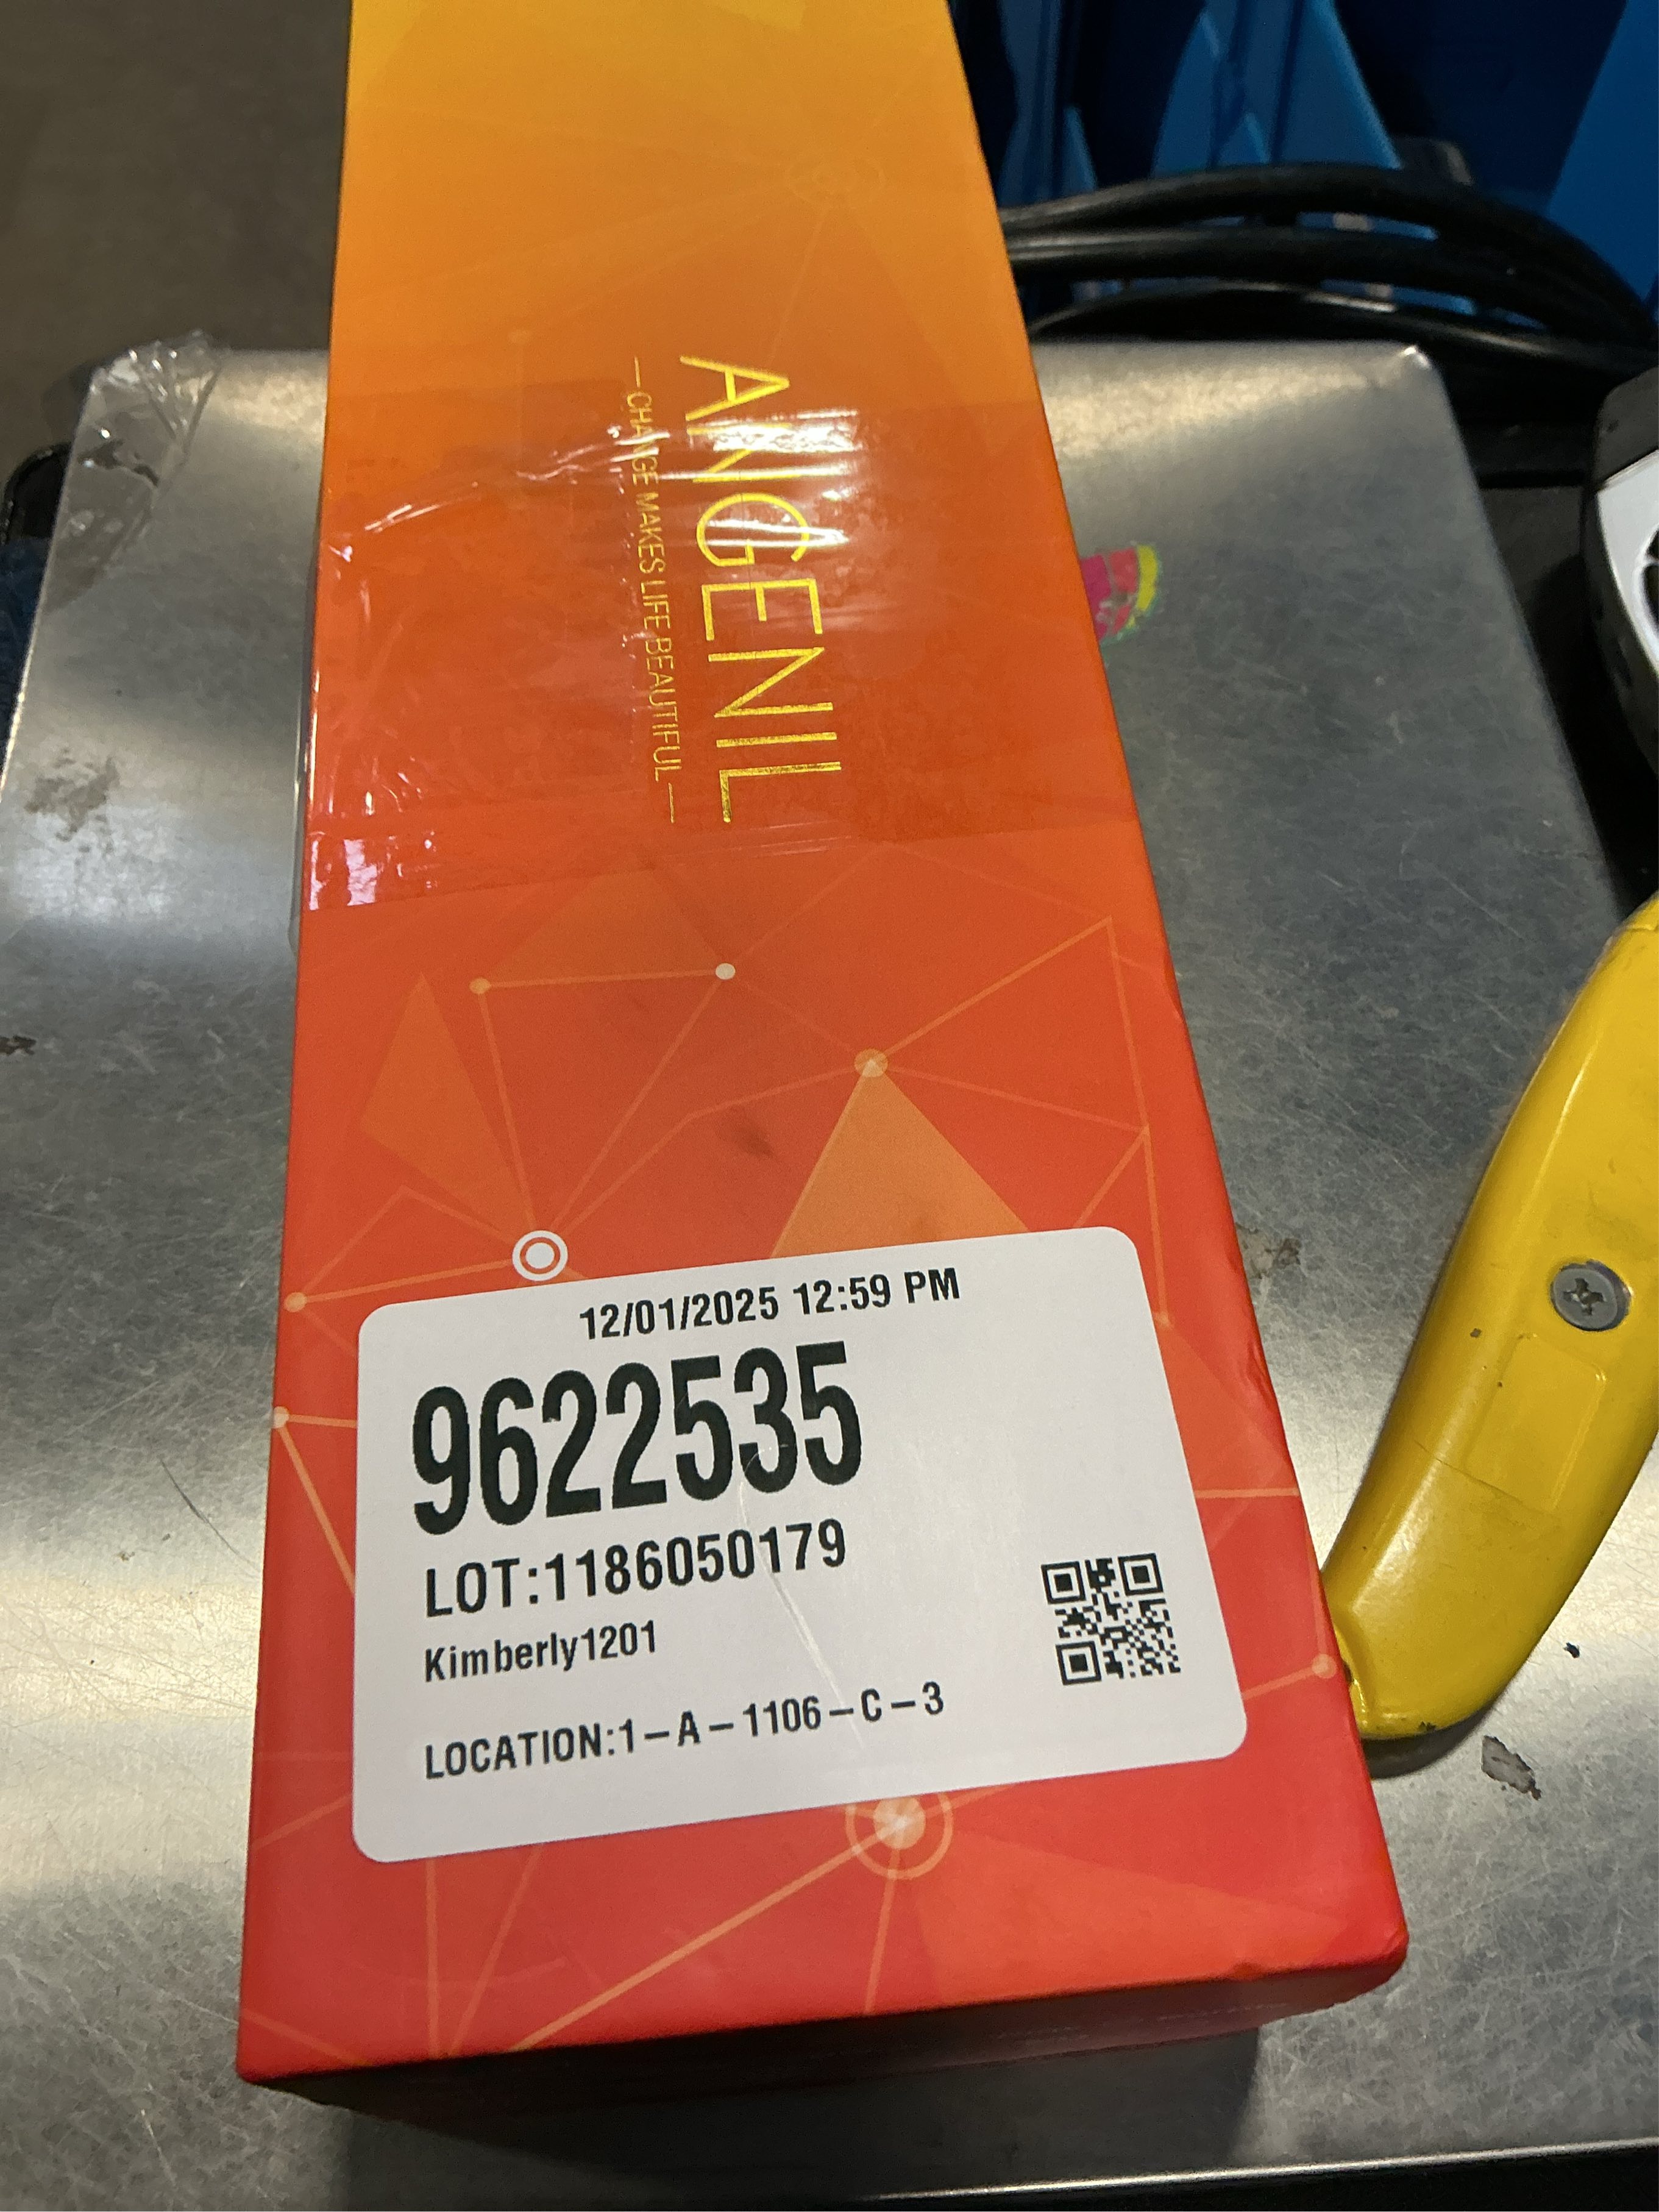 ANGENIL
—CHANGE MAKES LIFE BEAUTIFUL—
12/01/2025 12:59 PM
9622535
LOT:1186050179
Kimberly1201
LOCATION:1–A–1106–C–3